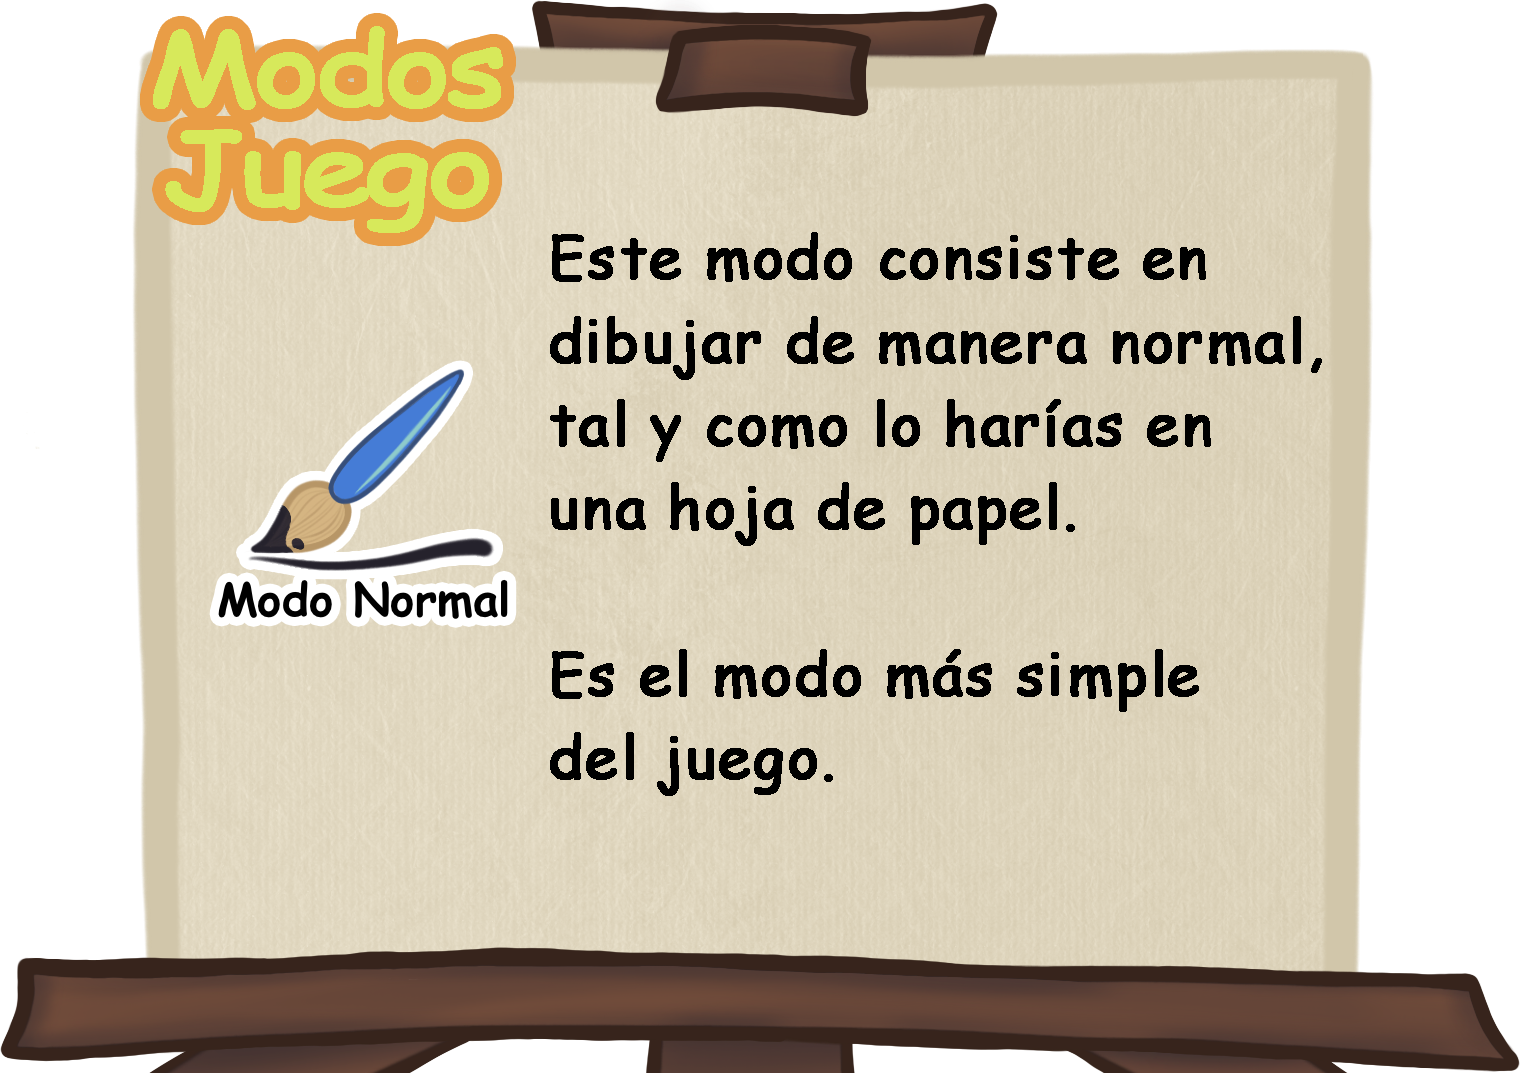 Modos
Juego
Este modo consiste en
dibujar de manera normal,
tal y como lo harías en
una hoja de papel.
Modo Normal
Es el modo más simple
del juego.